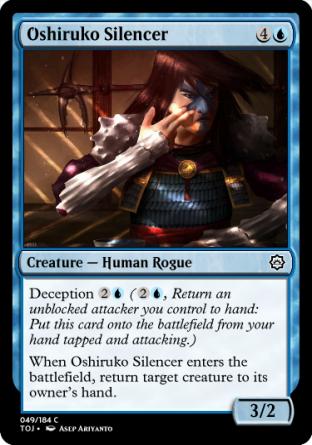 Oshiruko Silencer 4
Creature — Human Rogue
Deception 2 ( 2 , Return an
unblocked attacker you control to hand:
Put this card onto the battlefield from your
hand tapped and attacking.)
When Oshiruko Silencer enters the
battlefield, return target creature to its
owner's hand.
049/184 C
TOJ • Asep Ariyanto
3/2